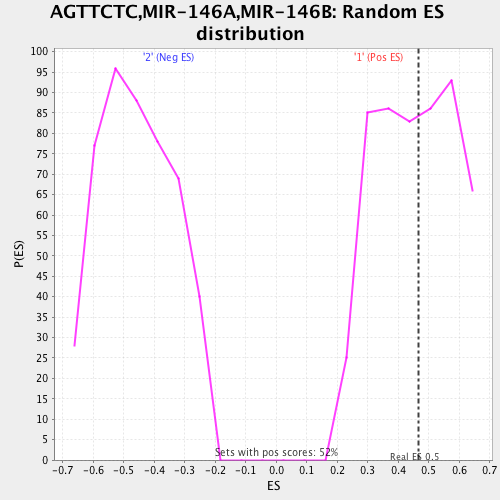 AGTTCTC,MIR-146A,MIR-146B: Random ES
distribution
'2' (Neg ES) '1' (Pos ES)
100
95
90
85
80
75
70
65
60
55
50
45
40
35
30
25
20
15
10
5
0
P(ES)
Sets with pos scores: 52%
Real ES 0.5
-0.7 -0.6 -0.5 -0.4 -0.3 -0.2 -0.1 0.0 0.1 0.2 0.3 0.4 0.5 0.6 0.7
ES